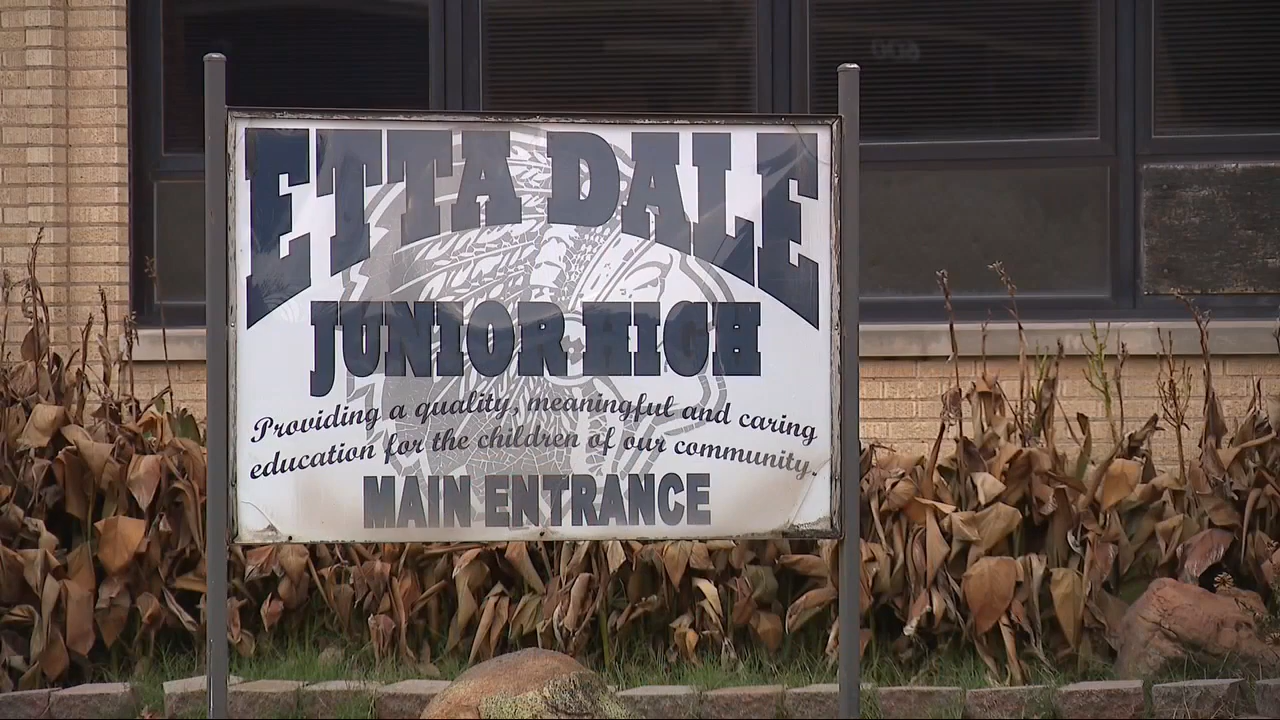 ETTA DALE
JUNIOR HIGH
Providing a quality, meaningful and caring
education for the children of our community.
MAIN ENTRANCE